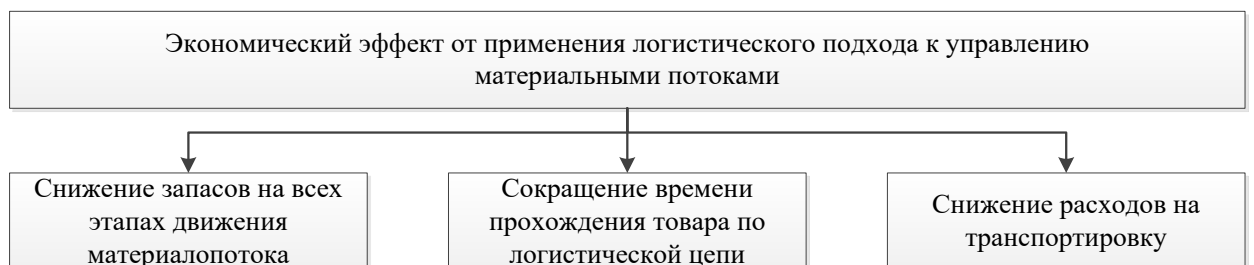 Экономический эффект от применения логистического подхода к управлению
материальными потоками
Снижение запасов на всех
этапах движения
материалопотока
Сокращение времени
прохождения товара по
логистической цепи
Снижение расходов на
транспортировку